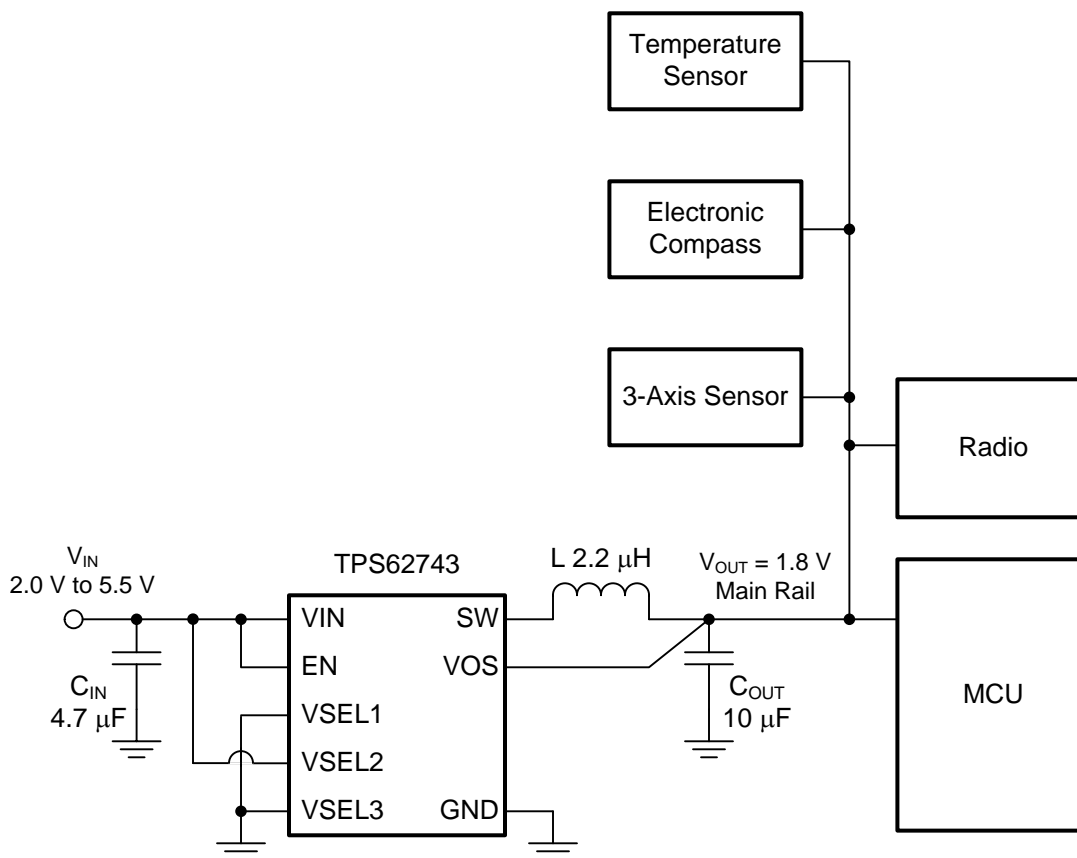 Temperature
Sensor
Electronic
Compass
3-Axis Sensor
Radio
VIN
2.0 V to 5.5 V
TPS62743
L 2.2 μH
VOUT = 1.8 V
Main Rail
VIN
SW
EN
VOS
VSEL1
VSEL2
VSEL3
GND
CIN
4.7 μF
COUT
10 μF
MCU